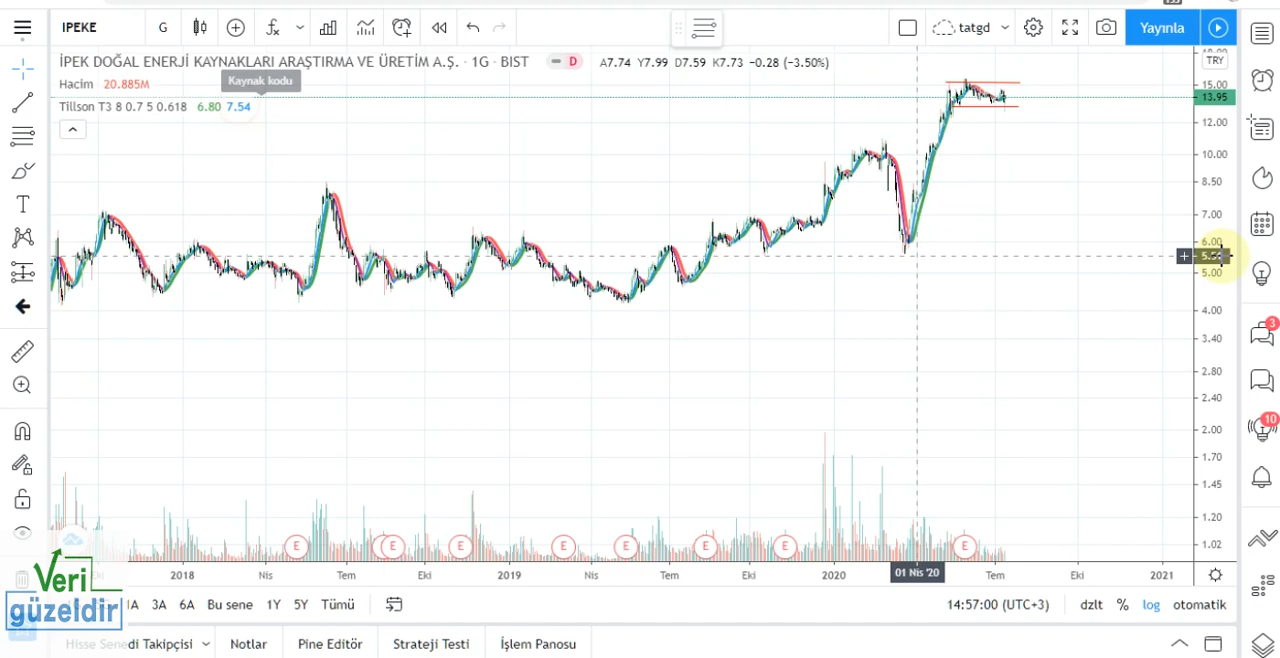 IPEKE G tatgd Yayınla
İPEK DOĞAL ENERJİ KAYNAKLARI ARAŞTIRMA VE ÜRETİM A.Ş. · 1G · BIST D A7.74 Y7.99 D7.59 K7.73 −0.28 (−3.50%)
TRY
Hacim 20.885M
Kaynak kodu
Tillson T3 8 0.7 5 0.618 6.80 7.54
15.00
13.95
12.00
10.00
8.50
7.00
6.00
5.00
4.00
3.40
2.80
2.40
2.00
1.70
1.45
1.20
1.02
3
10
E E E E E E E E
2018 Nis Tem Eki 2019 Nis Tem Eki 2020 01 Nis '20 Tem Eki 2021
Veri
güzeldir
3A 6A Bu sene 1Y 5Y Tümü 14:57:00 (UTC+3) dzlt % log otomatik
Hisse Senedi Takipçisi Notlar Pine Editör Strateji Testi İşlem Panosu